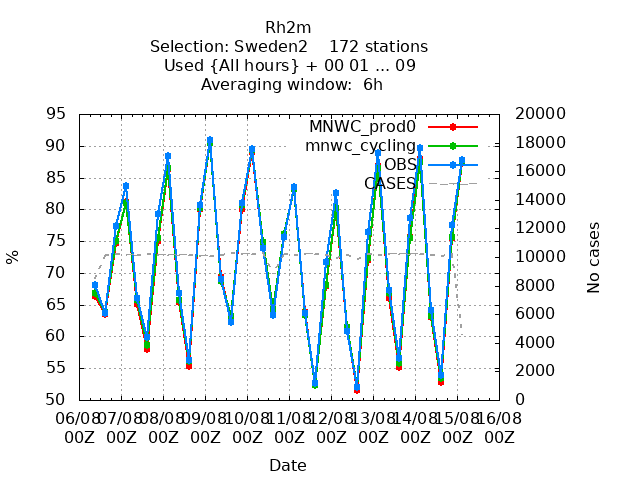 Rh2m
Selection: Sweden2    172 stations
Used {All hours} + 00 01 ... 09
Averaging window:  6h
95 20000
90 18000
85 16000
80 14000
75 12000
70 10000
65 8000
60 6000
55 4000
50 2000
0
MNWC_prod0
mnwc_cycling
OBS
CASES
%
No cases
06/08 07/08 08/08 09/08 10/08 11/08 12/08 13/08 14/08 15/08 16/08
00Z 00Z 00Z 00Z 00Z 00Z 00Z 00Z 00Z 00Z 00Z
Date